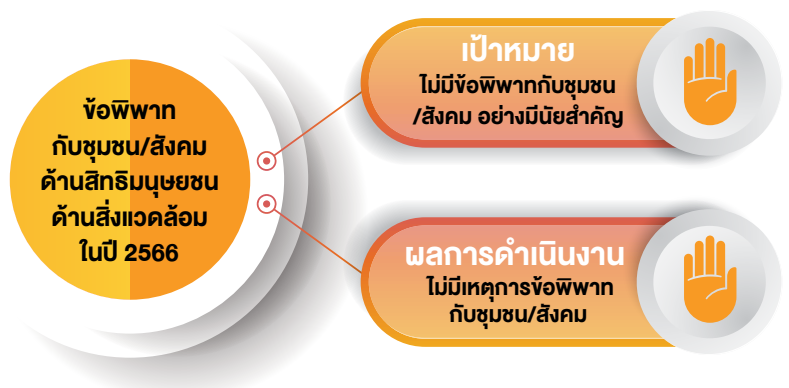 ข้อพิพาท
กับชุมชน/สังคม
ด้านสิทธิมนุษยชน
ด้านสิ่งแวดล้อม
ในปี 2566
เป้าหมาย
ไม่มีข้อพิพาทกับชุมชน
/สังคม อย่างมีนัยสำคัญ
ผลการดำเนินงาน
ไม่มีเหตุการข้อพิพาท
กับชุมชน/สังคม